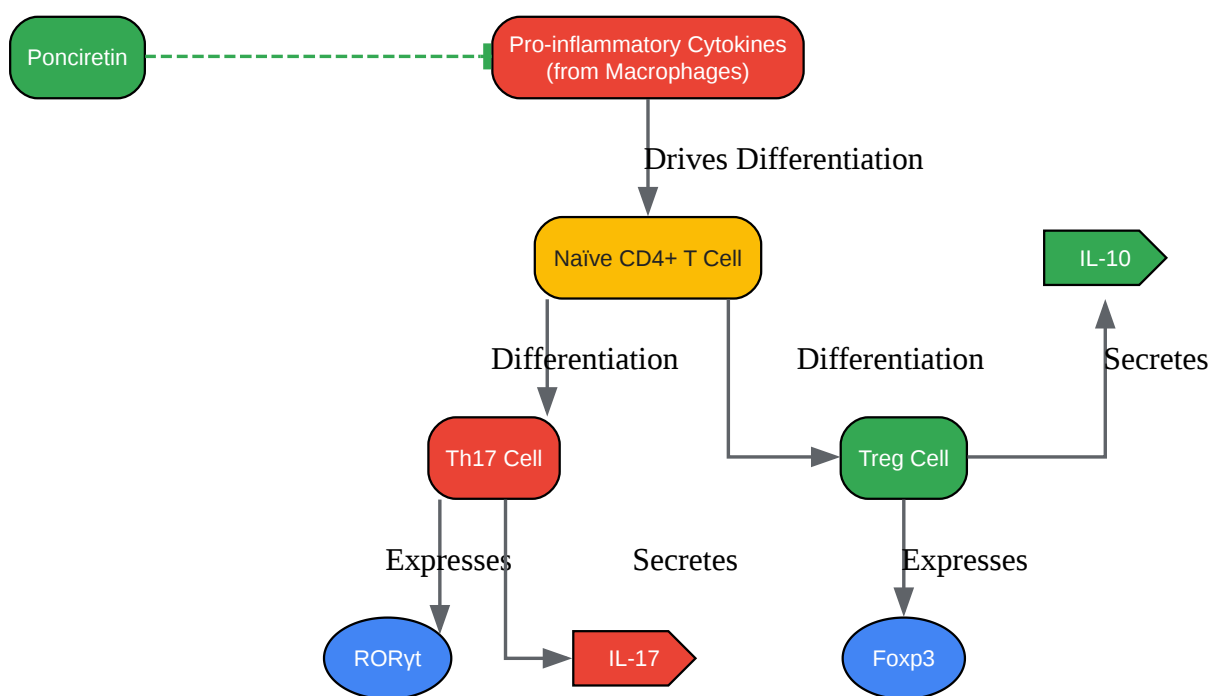 Ponciretin
Pro-inflammatory Cytokines
(from Macrophages)
Drives Differentiation
Naïve CD4+ T Cell
IL-10
Differentiation
Differentiation
Secretes
Th17 Cell
Treg Cell
Expresses
Secretes
Expresses
RORγt
IL-17
Foxp3